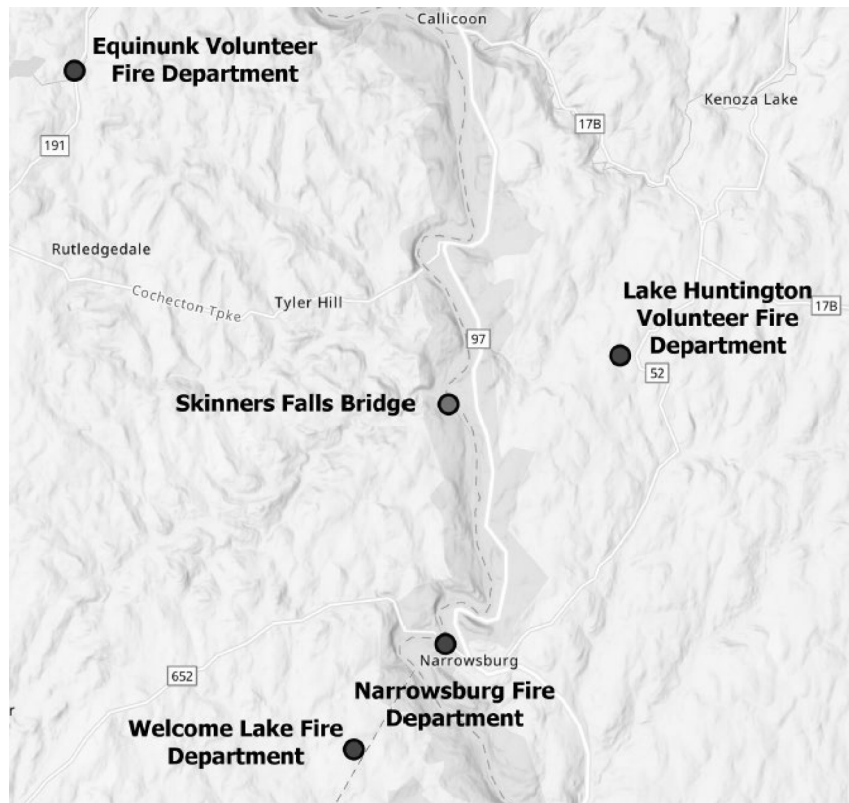 Callicoon
Equinunk Volunteer
Fire Department
Kenoza Lake
17B
191
Rutledgedale
Cochecton Tpke
Tyler Hill
Lake Huntington
Volunteer Fire
Department
17B
97
52
Skinners Falls Bridge
Narrowsburg
652
Narrowsburg Fire
Department
r
Welcome Lake Fire
Department